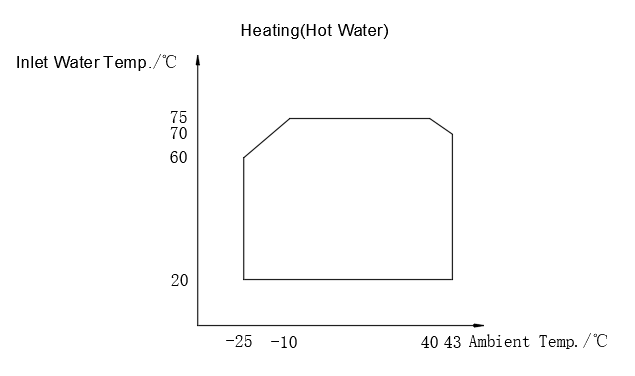 Heating(Hot Water)
Inlet Water Temp./℃
75
70
60
20
-25 -10 40 43 Ambient Temp./℃